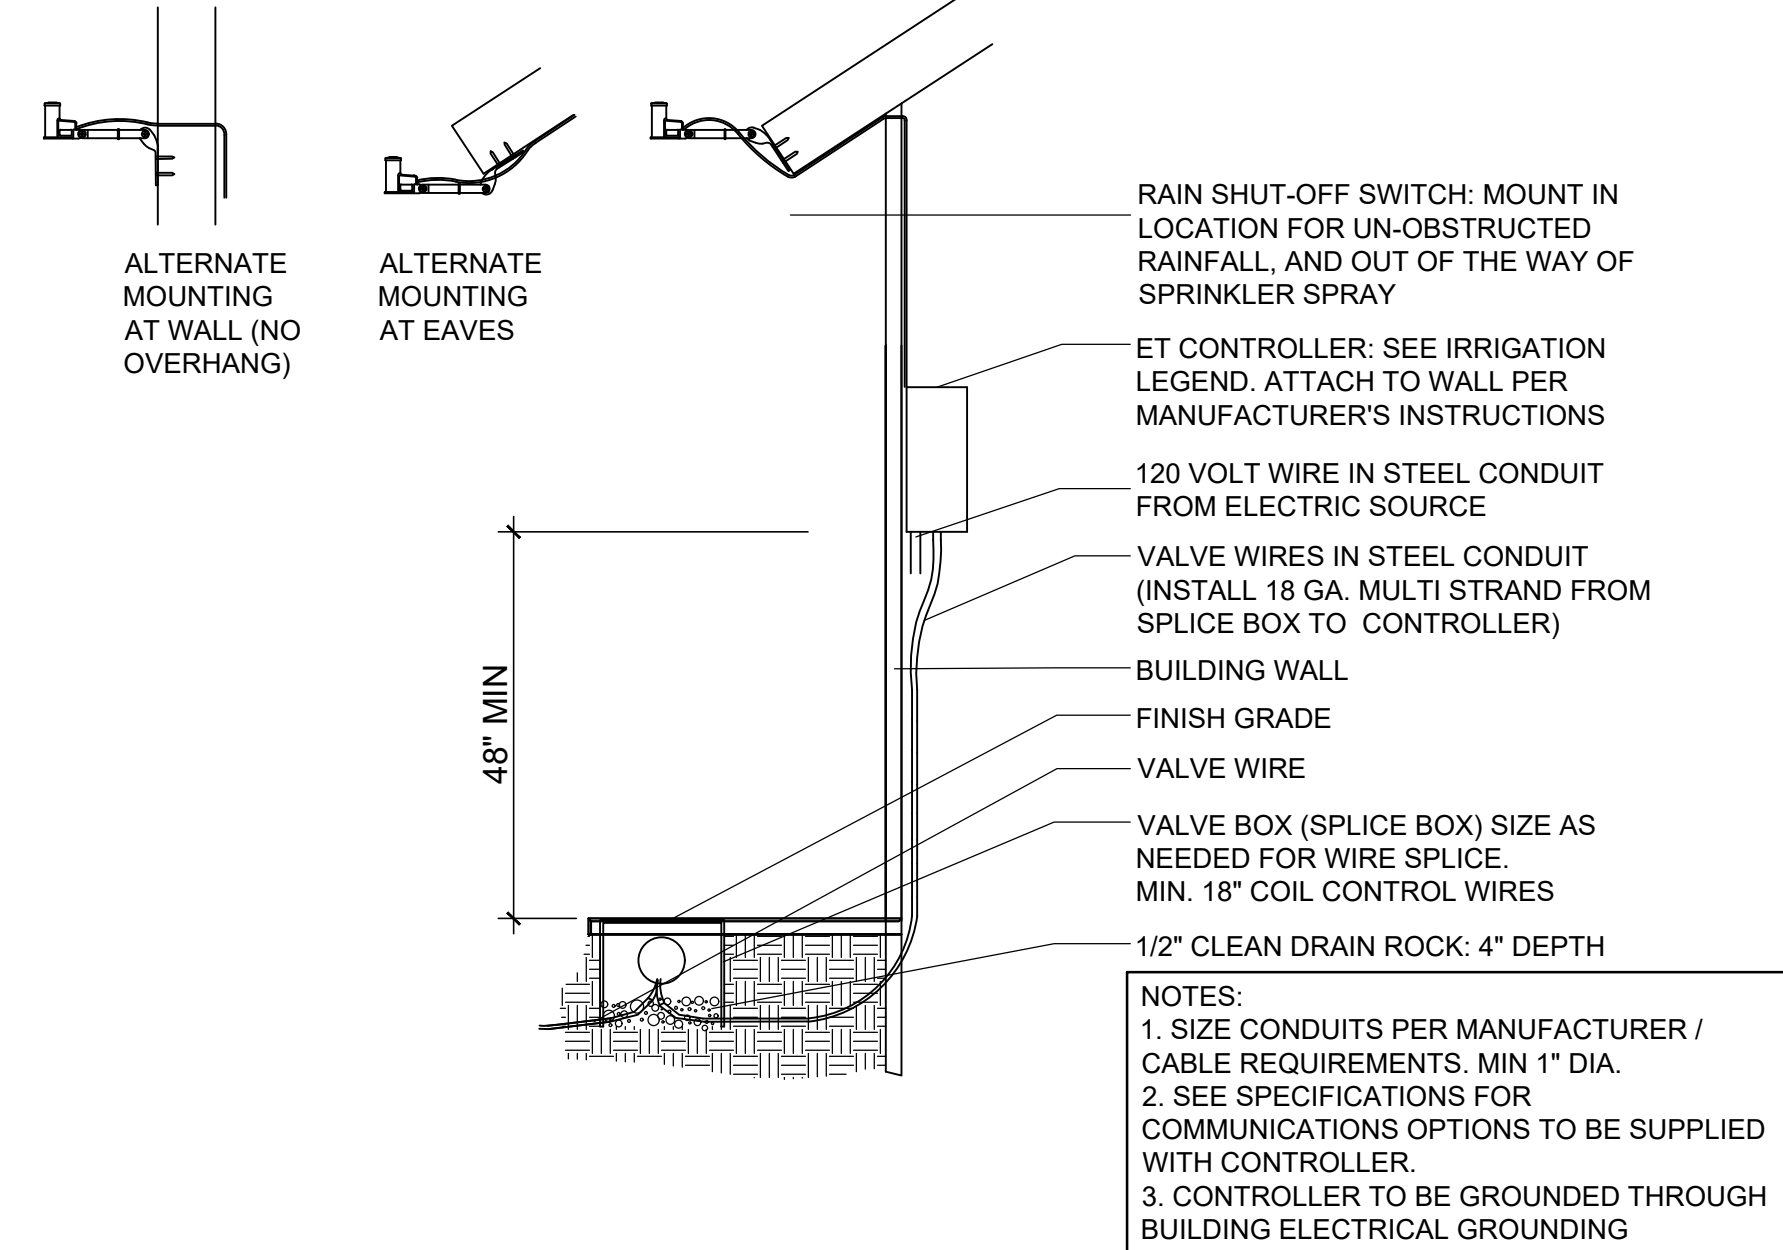 ALTERNATE
MOUNTING
AT WALL (NO
OVERHANG)
ALTERNATE
MOUNTING
AT EAVES
RAIN SHUT-OFF SWITCH: MOUNT IN
LOCATION FOR UN-OBSTRUCTED
RAINFALL, AND OUT OF THE WAY OF
SPRINKLER SPRAY
ET CONTROLLER: SEE IRRIGATION
LEGEND. ATTACH TO WALL PER
MANUFACTURER'S INSTRUCTIONS
120 VOLT WIRE IN STEEL CONDUIT
FROM ELECTRIC SOURCE
VALVE WIRES IN STEEL CONDUIT
(INSTALL 18 GA. MULTI STRAND FROM
SPLICE BOX TO CONTROLLER)
48" MIN
BUILDING WALL
FINISH GRADE
VALVE WIRE
VALVE BOX (SPLICE BOX) SIZE AS
NEEDED FOR WIRE SPLICE.
MIN. 18" COIL CONTROL WIRES
1/2" CLEAN DRAIN ROCK: 4" DEPTH
NOTES:
1. SIZE CONDUITS PER MANUFACTURER /
CABLE REQUIREMENTS. MIN 1" DIA.
2. SEE SPECIFICATIONS FOR
COMMUNICATIONS OPTIONS TO BE SUPPLIED
WITH CONTROLLER.
3. CONTROLLER TO BE GROUNDED THROUGH
BUILDING ELECTRICAL GROUNDING